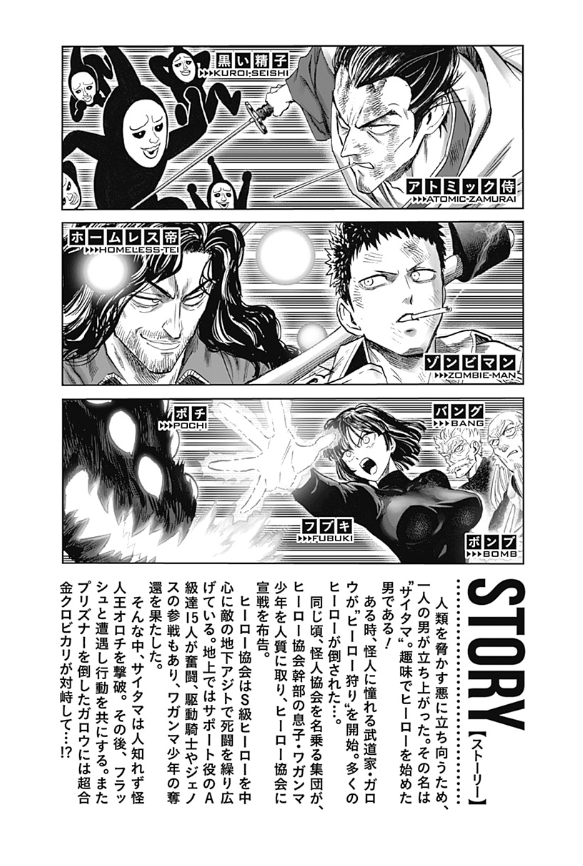 黒い精子
▶▶▶KUROI-SEISHI
アトミック侍
▶▶▶ATOMIC-ZAMURAI
ホームレス帝
▶▶▶HOMELESS-TEI
ゾンビマン
▶▶▶ZOMBIE-MAN
ポチ
▶▶▶POCHI
バング
▶▶▶BANG
フブキ
▶▶▶FUBUKI
ボンブ
▶▶▶BOMB
STORY
【ストーリー】
人類を脅かす悪に立ち向うため、
一人の男が立ち上がった。その名は
“サイタマ”。趣味でヒーローを始めた
男である！
ある時、怪人に憧れる武道家・ガロ
ウが“ヒーロー狩り”を開始。多くの
ヒーローが倒された…。
同じ頃、怪人協会を名乗る集団が、
ヒーロー協会幹部の息子・ワガンマ
少年を人質に取り、ヒーロー協会に
宣戦を布告。
ヒーロー協会はS級ヒーローを中
心に敵の地下アジトで死闘を繰り広
げている。地上ではサポート役のA
級達15人が奮闘、駆動騎士やジェノ
スの参戦もあり、ワガンマ少年の奪
還を果たした。
そんな中、サイタマは人知れず怪
人王オロチを撃破。その後、フラッ
シュと遭遇し行動を共にする。また
プリズナーを倒したガロウには超合
金クロビカリが対峙して…!?